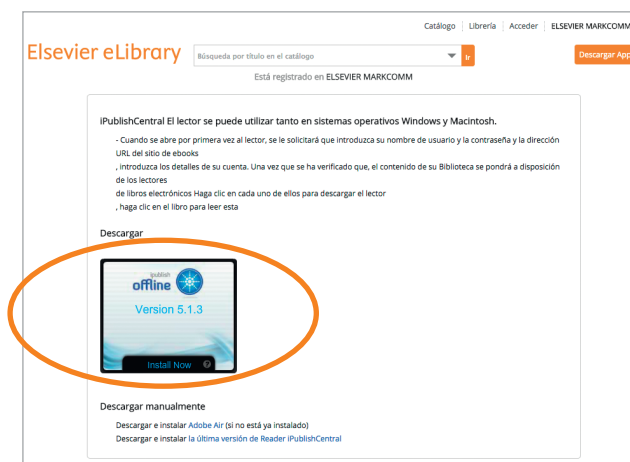 Catálogo Librería Acceder ELSEVIER MARKCOMM
Elsevier eLibrary Búsqueda por título en el catálogo Ir Descargar App
Está registrado en ELSEVIER MARKCOMM
iPublishCentral El lector se puede utilizar tanto en sistemas operativos Windows y Macintosh.
- Cuando se abre por primera vez al lector, se le solicitará que introduzca su nombre de usuario y la contraseña y la dirección
URL del sitio de ebooks
, introduzca los detalles de su cuenta. Una vez que se ha verificado que, el contenido de su Biblioteca se pondrá a disposición
de los lectores
de libros electrónicos Haga clic en cada uno de ellos para descargar el lector
, haga clic en el libro para leer esta
Descargar
ipublish
offline
Version 5.1.3
Install Now ?
Descargar manualmente
Descargar e instalar Adobe Air (si no está ya instalado)
Descargar e instalar la última versión de Reader iPublishCentral